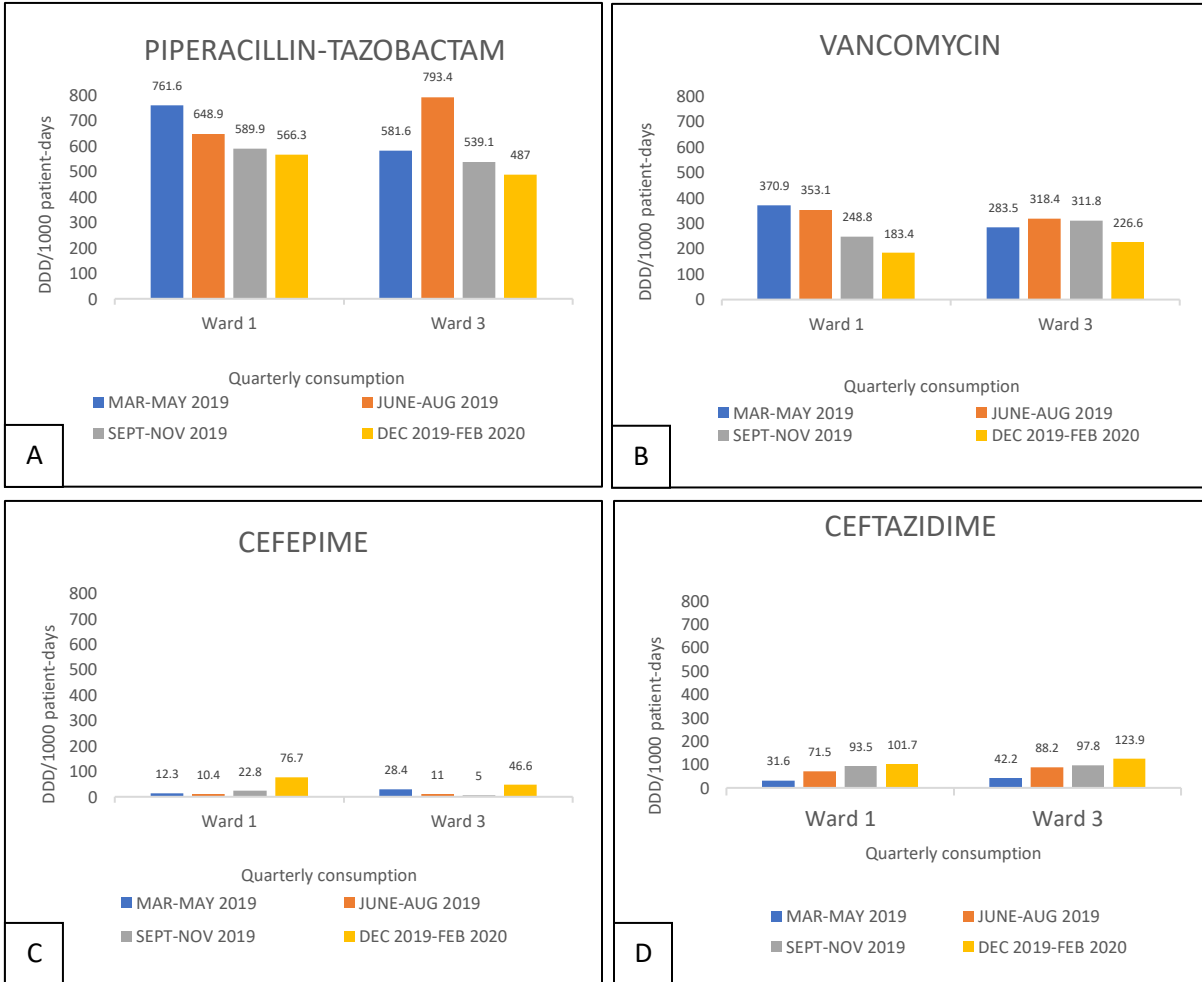 PIPERACILLIN-TAZOBACTAM
DDD/1000 patient-days
800
700
600
500
400
300
200
100
0
761.6
648.9
589.9
566.3
581.6
793.4
539.1
487
Ward 1 Ward 3
Quarterly consumption
MAR-MAY 2019 JUNE-AUG 2019
SEPT-NOV 2019 DEC 2019-FEB 2020
A
VANCOMYCIN
DDD/1000 patient-days
800
700
600
500
400
300
200
100
0
370.9
353.1
248.8
183.4
283.5
318.4
311.8
226.6
Ward 1 Ward 3
Quarterly consumption
MAR-MAY 2019 JUNE-AUG 2019
SEPT-NOV 2019 DEC 2019-FEB 2020
B
CEFEPIME
DDD/1000 patient-days
800
700
600
500
400
300
200
100
0
12.3
10.4
22.8
76.7
28.4
11
5
46.6
Ward 1 Ward 3
Quarterly consumption
MAR-MAY 2019 JUNE-AUG 2019
SEPT-NOV 2019 DEC 2019-FEB 2020
C
CEFTAZIDIME
DDD/1000 patient-days
800
700
600
500
400
300
200
100
0
31.6
71.5
93.5
101.7
42.2
88.2
97.8
123.9
Ward 1 Ward 3
Quarterly consumption
MAR-MAY 2019 JUNE-AUG 2019
SEPT-NOV 2019 DEC 2019-FEB 2020
D